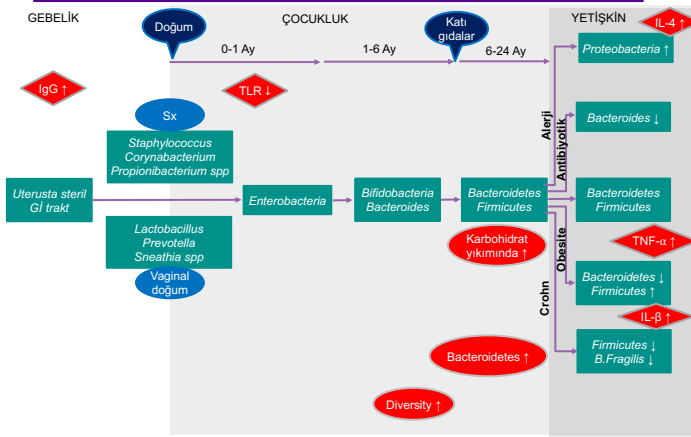 GEBELİK
ÇOCUKLUK
YETİŞKİN
Doğum
Katı
gıdalar
0-1 Ay
1-6 Ay
6-24 Ay
IL-4 ↑
Proteobacteria ↑
IgG ↑
TLR ↓
Sx
Staphylococcus
Corynabacterium
Propionibacterium spp
Alerji
Antibiyotik
Bacteroides ↓
Uterusta steril
Gİ trakt
Enterobacteria
Bifidobacteria
Bacteroides
Bacteroidetes
Firmicutes
Bacteroidetes
Firmicutes
Lactobacillus
Prevotella
Sneathia spp
Vaginal
doğum
Karbohidrat
yıkımında ↑
Obesite
TNF-α ↑
Bacteroidetes ↓
Firmicutes ↑
Crohn
IL-β ↑
Bacteroidetes ↑
Firmicutes ↓
B.Fragilis ↓
Diversity ↑